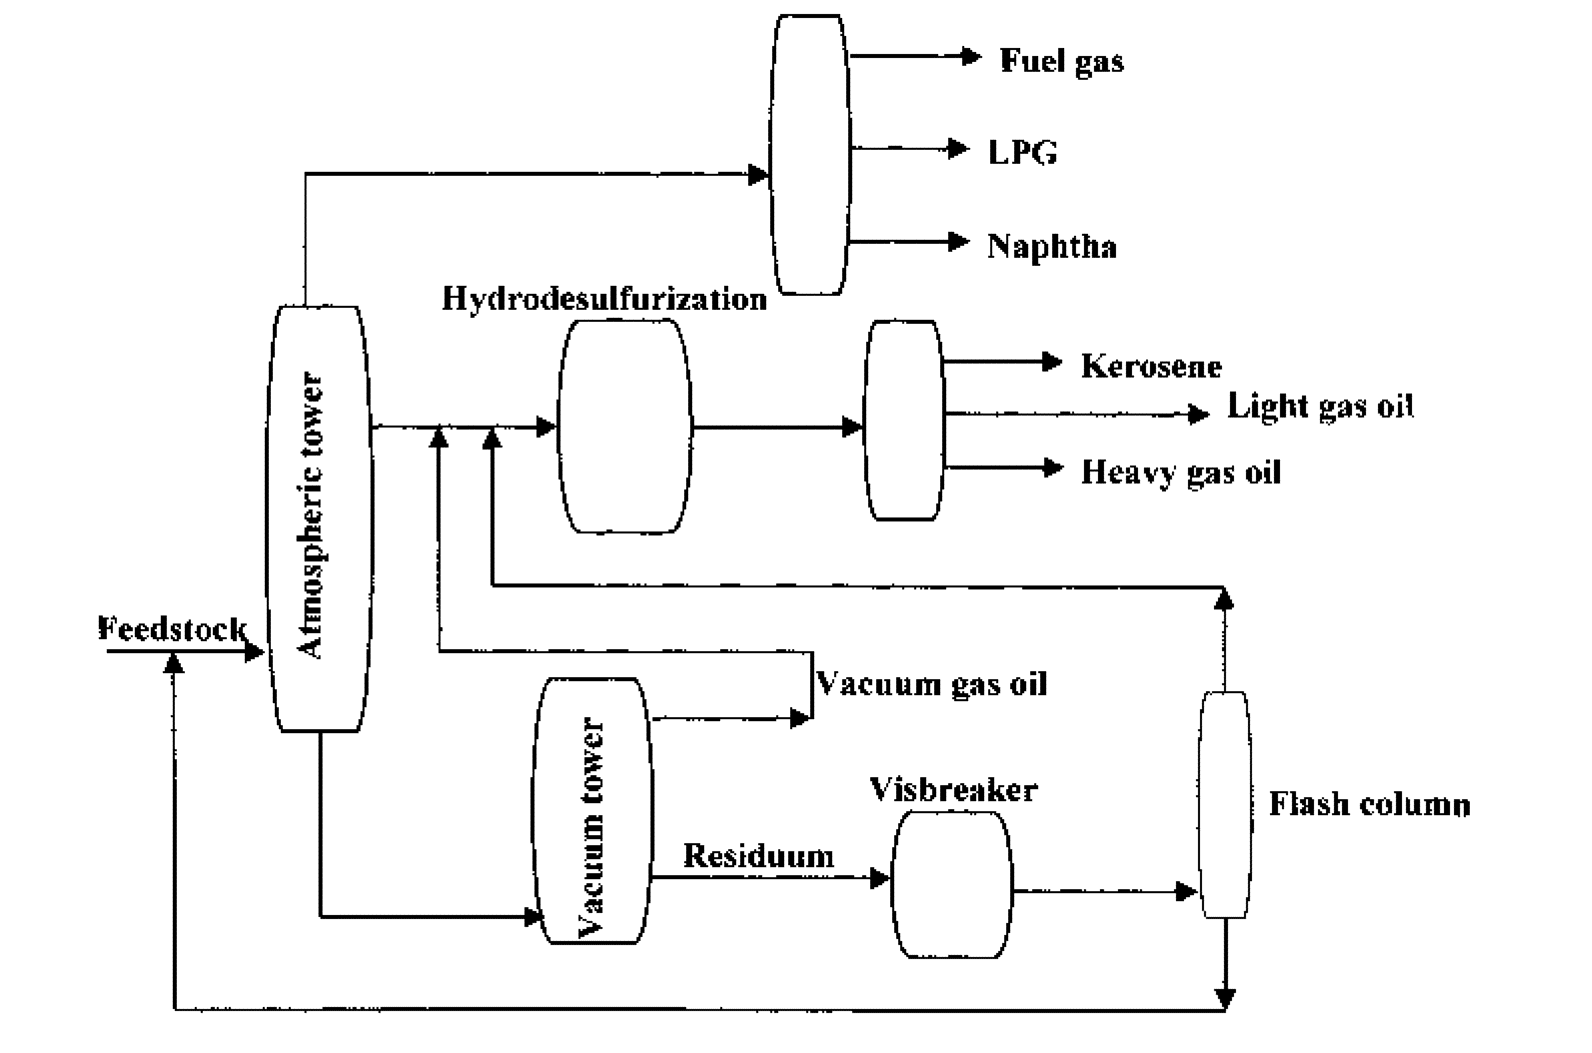 Fuel gas
LPG
Naphtha
Hydrodesulfurization
Kerosene
Light gas oil
Heavy gas oil
Atmospheric tower
Feedstock
Vacuum gas oil
Vacuum tower
Visbreaker
Flash column
Residuum